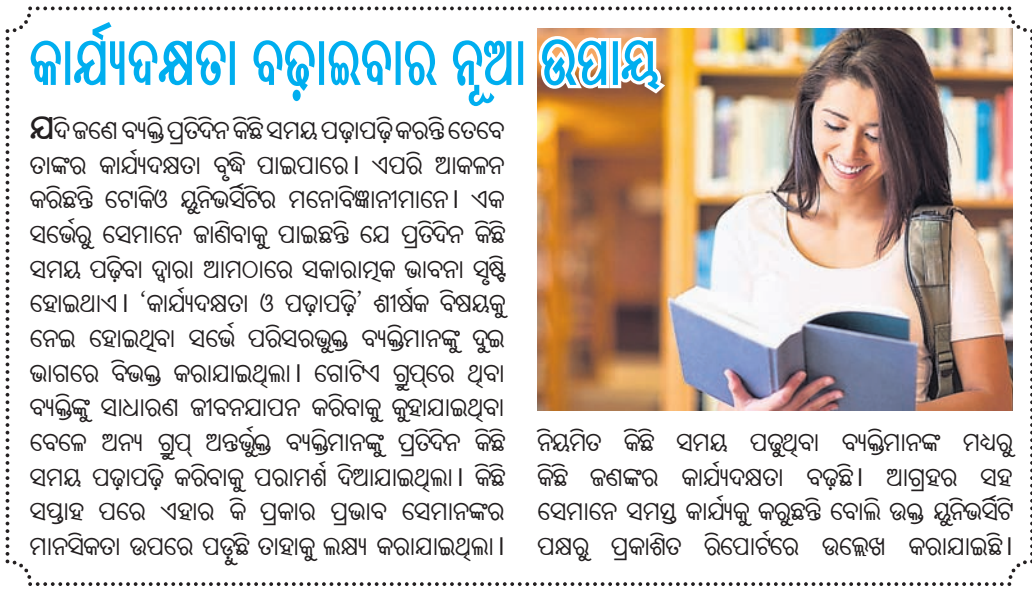 କାର୍ଯ୍ୟଦକ୍ଷତା ବଢ଼ାଇବାର ନୂଆ ଉପାୟ
ଯଦି ଜଣେ ବ୍ୟକ୍ତି ପ୍ରତିଦିନ କିଛି ସମୟ ପଢ଼ାପଢ଼ି କରନ୍ତି ତେବେ
ତାଙ୍କର କାର୍ଯ୍ୟଦକ୍ଷତା ବୃଦ୍ଧି ପାଇପାରେ। ଏପରି ଆକଳନ
କରିଛନ୍ତି ଟୋକିଓ ୟୁନିଭର୍ସିଟିର ମନୋବିଜ୍ଞାନୀମାନେ। ଏକ
ସର୍ଭେରୁ ସେମାନେ ଜାଣିବାକୁ ପାଇଛନ୍ତି ଯେ ପ୍ରତିଦିନ କିଛି
ସମୟ ପଢ଼ିବା ଦ୍ୱାରା ଆମଠାରେ ସକାରାତ୍ମକ ଭାବନା ସୃଷ୍ଟି
ହୋଇଥାଏ। ‘କାର୍ଯ୍ୟଦକ୍ଷତା ଓ ପଢ଼ାପଢ଼ି’ ଶୀର୍ଷକ ବିଷୟକୁ
ନେଇ ହୋଇଥିବା ସର୍ଭେ ପରିସରଭୁକ୍ତ ବ୍ୟକ୍ତିମାନଙ୍କୁ ଦୁଇ
ଭାଗରେ ବିଭକ୍ତ କରାଯାଇଥିଲା। ଗୋଟିଏ ଗ୍ରୁପ୍‌ରେ ଥିବା
ବ୍ୟକ୍ତିଙ୍କୁ ସାଧାରଣ ଜୀବନଯାପନ କରିବାକୁ କୁହାଯାଇଥିବା
ବେଳେ ଅନ୍ୟ ଗ୍ରୁପ୍ ଅନ୍ତର୍ଭୁକ୍ତ ବ୍ୟକ୍ତିମାନଙ୍କୁ ପ୍ରତିଦିନ କିଛି
ସମୟ ପଢ଼ାପଢ଼ି କରିବାକୁ ପରାମର୍ଶ ଦିଆଯାଇଥିଲା। କିଛି
ସପ୍ତାହ ପରେ ଏହାର କି ପ୍ରକାର ପ୍ରଭାବ ସେମାନଙ୍କର
ମାନସିକତା ଉପରେ ପଡ଼ୁଛି ତାହାକୁ ଲକ୍ଷ୍ୟ କରାଯାଇଥିଲା।
ନିୟମିତ କିଛି ସମୟ ପଢୁଥିବା ବ୍ୟକ୍ତିମାନଙ୍କ ମଧ୍ୟରୁ
କିଛି ଜଣଙ୍କର କାର୍ଯ୍ୟଦକ୍ଷତା ବଢ଼ିଛି। ଆଗ୍ରହର ସହ
ସେମାନେ ସମସ୍ତ କାର୍ଯ୍ୟକୁ କରୁଛନ୍ତି ବୋଲି ଉକ୍ତ ୟୁନିଭର୍ସିଟି
ପକ୍ଷରୁ ପ୍ରକାଶିତ ରିପୋର୍ଟରେ ଉଲ୍ଲେଖ କରାଯାଇଛି।